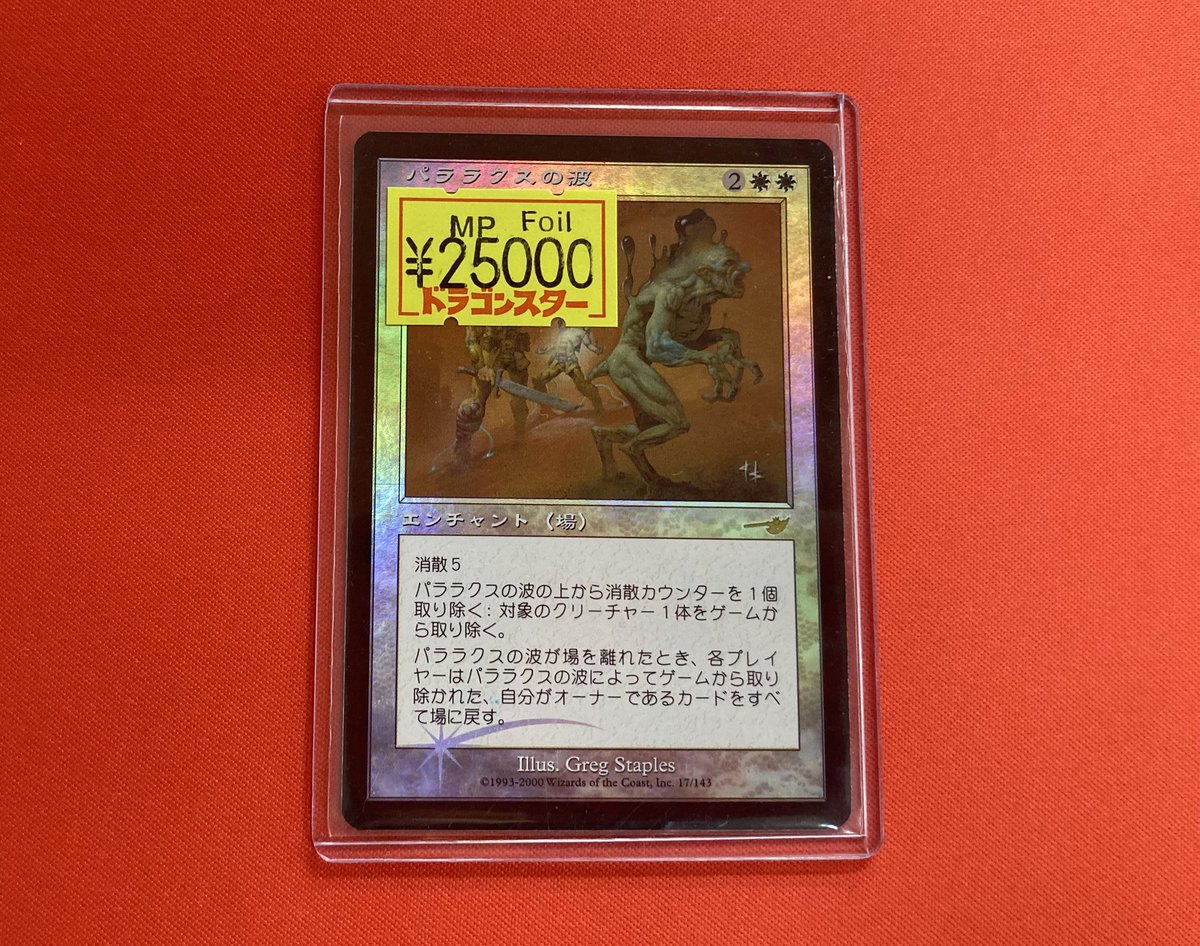 パララクスの波 2
MP Foil
¥25000
ドラゴンスター
エンチャント（場）
消散５
パララクスの波の上から消散カウンターを１個
取り除く：対象のクリーチャー１体をゲームか
ら取り除く。
パララクスの波が場を離れたとき、各プレイ
ヤーはパララクスの波によってゲームから取り
除かれた、自分がオーナーであるカードをすべ
て場に戻す。
Illus. Greg Staples
©1993-2000 Wizards of the Coast, Inc. 17/143